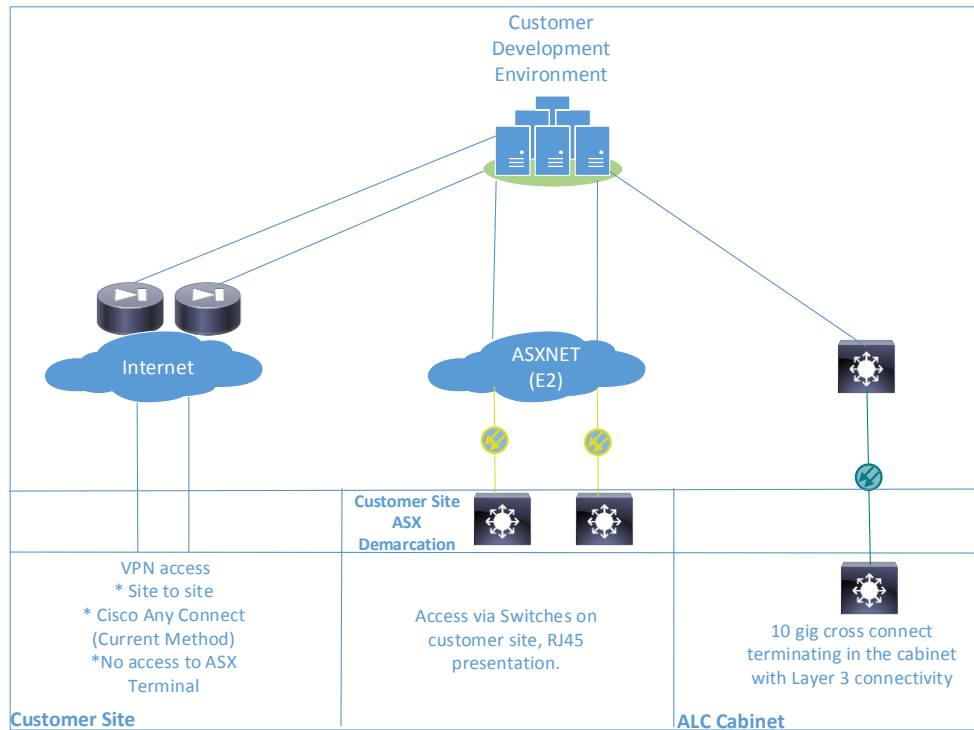 Customer
Development
Environment
Internet
ASXNET
(E2)
Customer Site
ASX
Demarcation
VPN access
* Site to site
* Cisco Any Connect
(Current Method)
*No access to ASX
Terminal
Access via Switches on
customer site, RJ45
presentation.
10 gig cross connect
terminating in the cabinet
with Layer 3 connectivity
Customer Site
ALC Cabinet